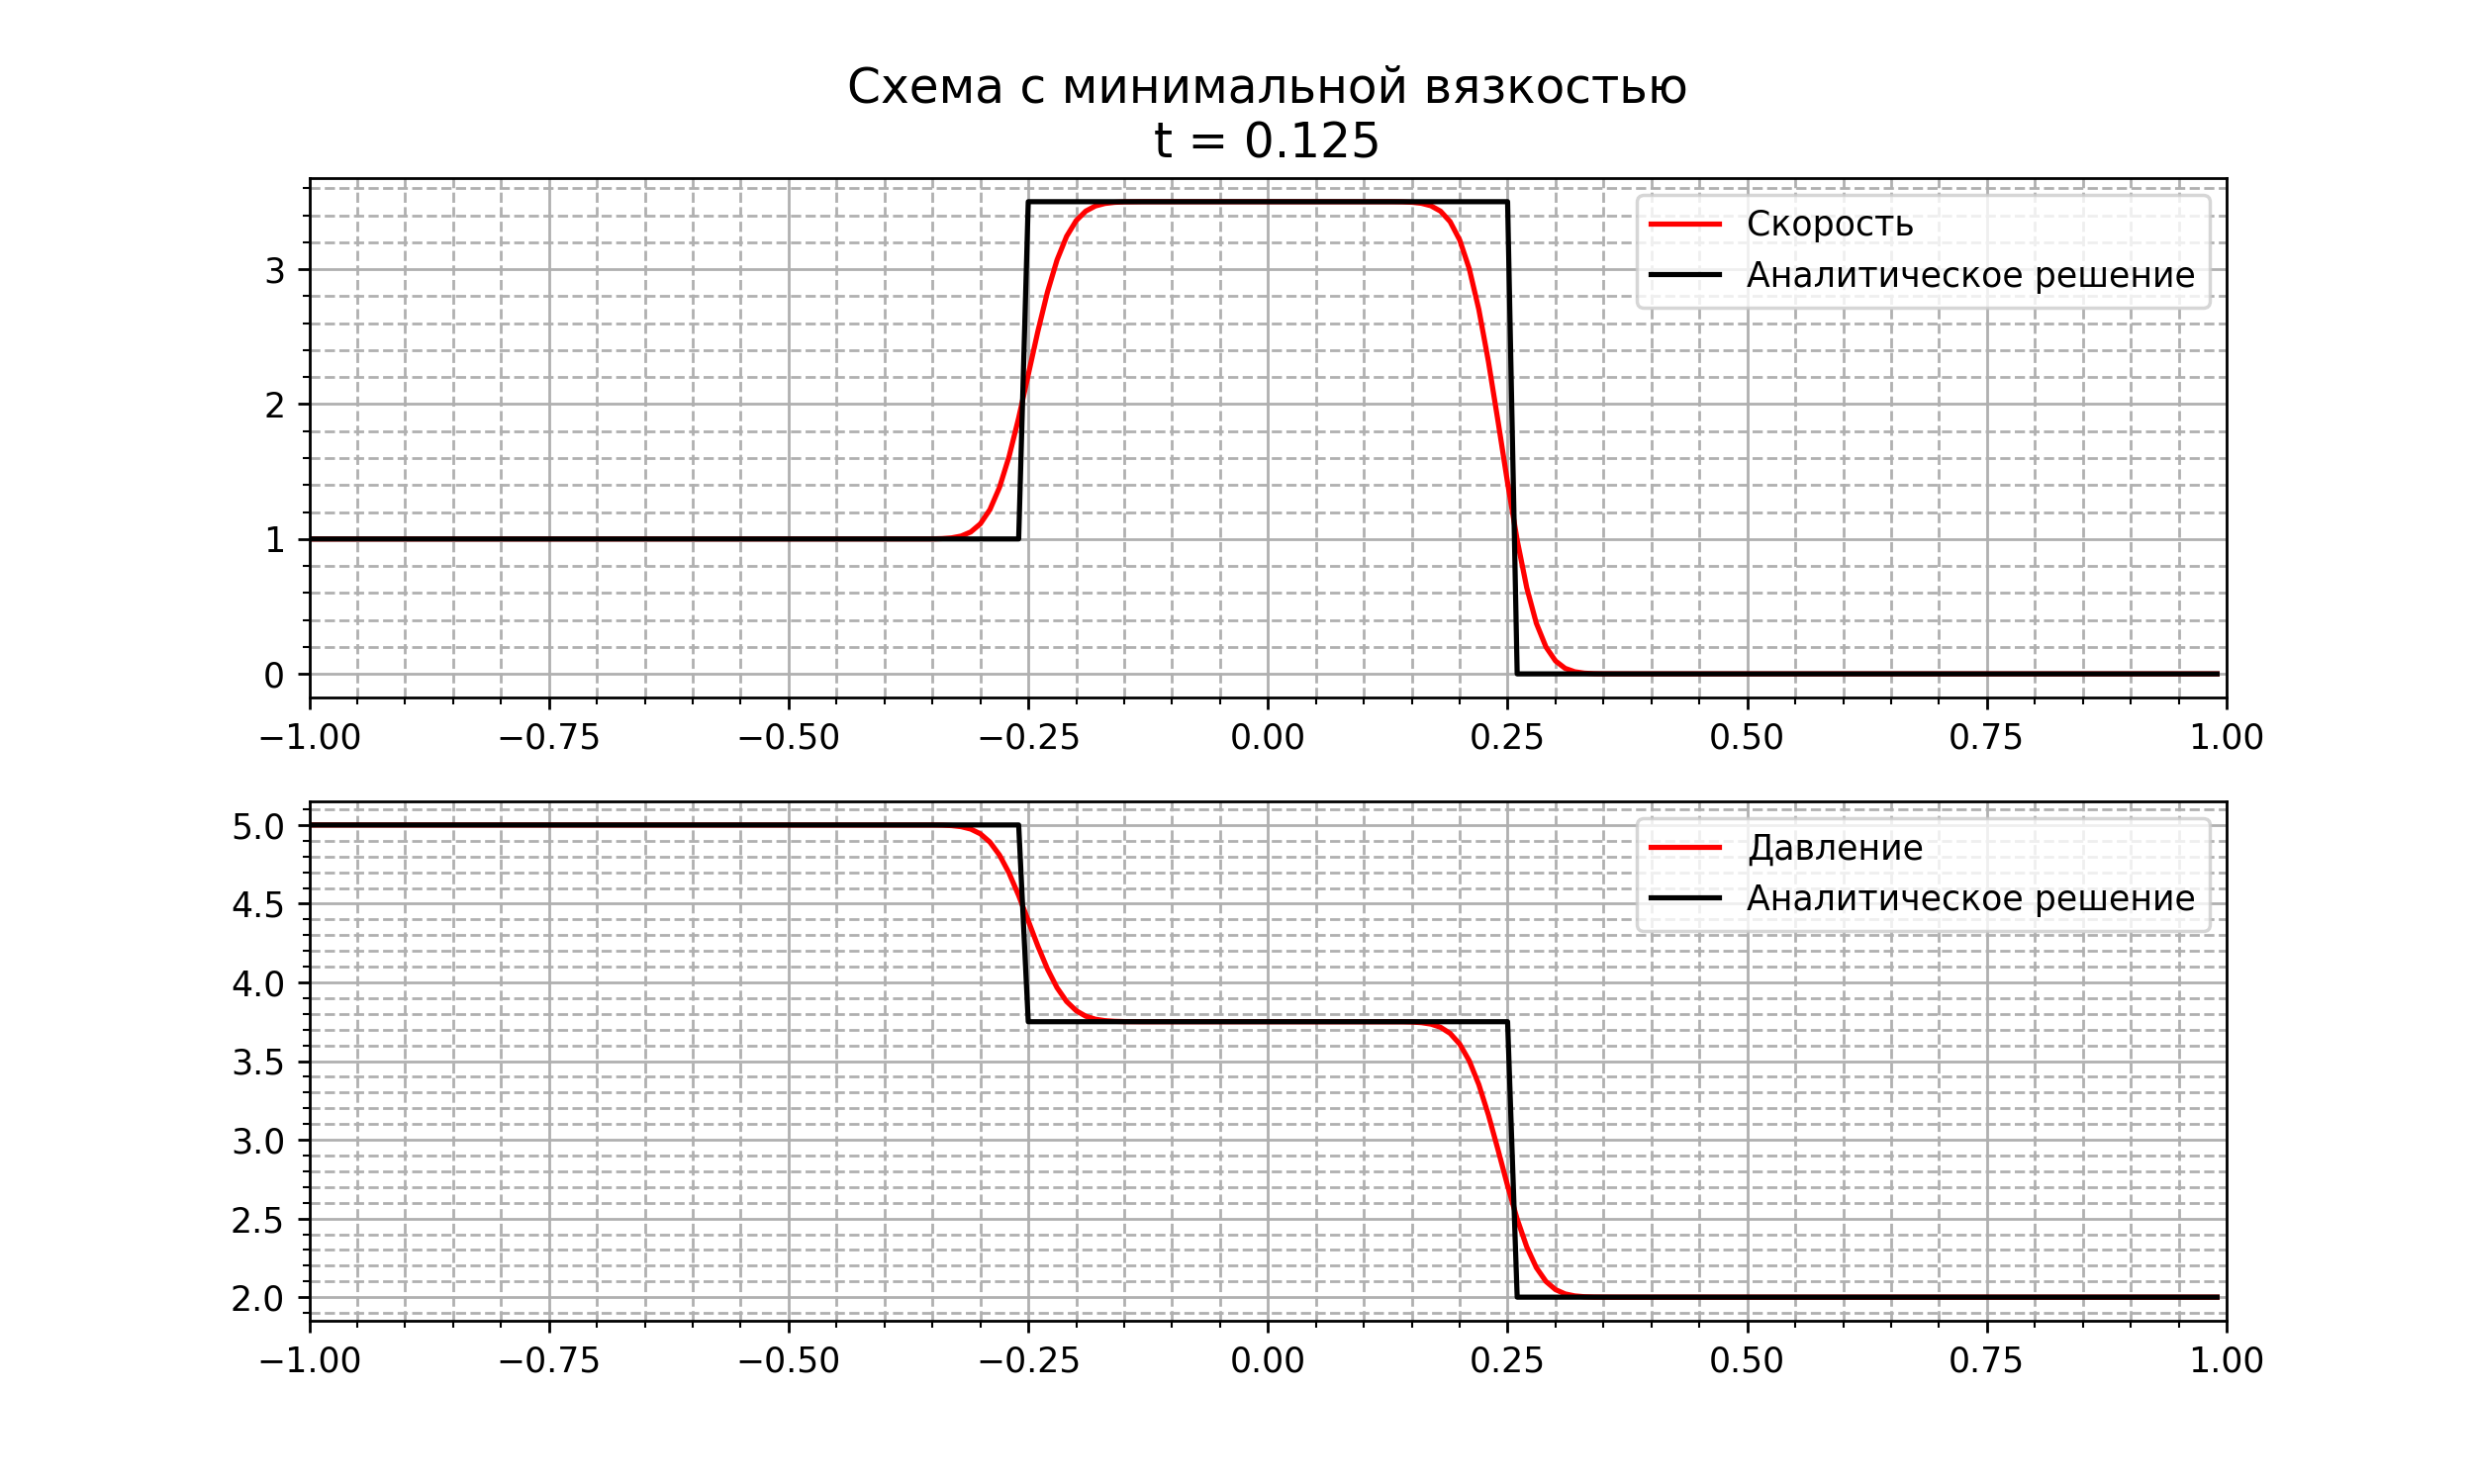 Схема с минимальной вязкостью
t = 0.125
Скорость
Аналитическое решение
3
2
1
0
−1.00 −0.75 −0.50 −0.25 0.00 0.25 0.50 0.75 1.00
Давление
Аналитическое решение
5.0
4.5
4.0
3.5
3.0
2.5
2.0
−1.00 −0.75 −0.50 −0.25 0.00 0.25 0.50 0.75 1.00